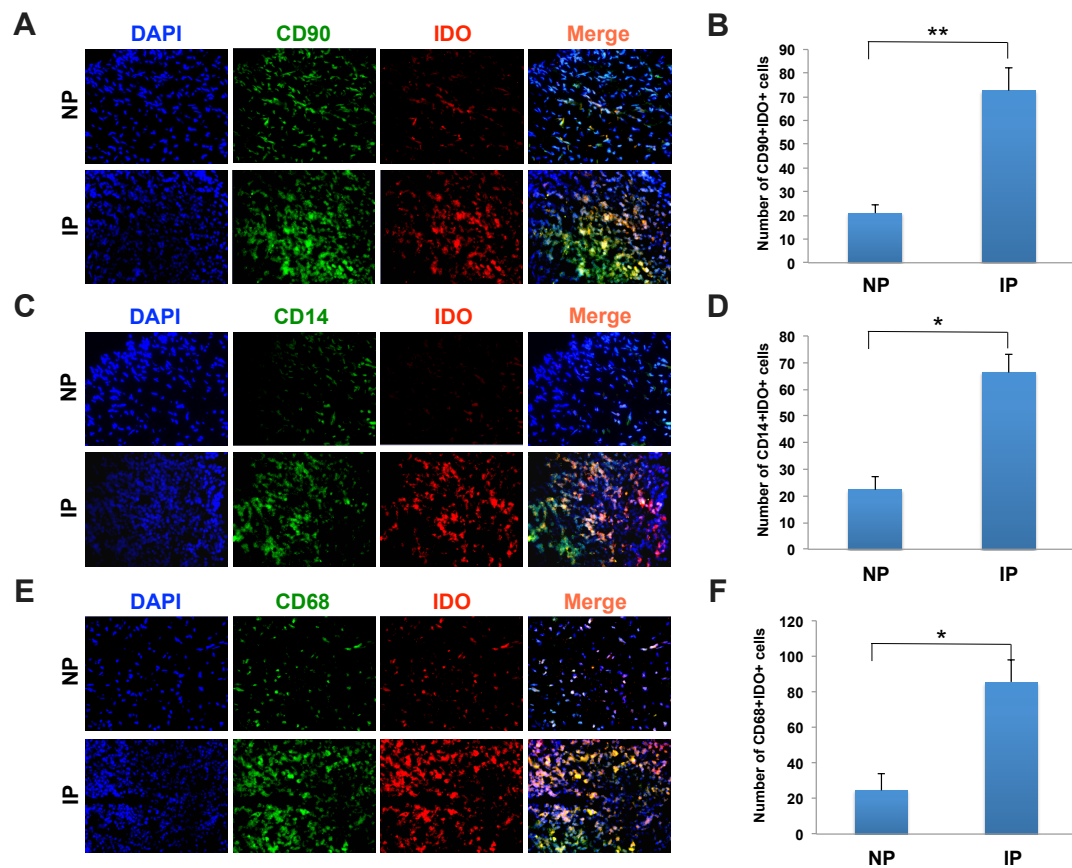 A
DAPI CD90 IDO Merge
NP
IP
B
**
Number of CD90+IDO+ cells
90
80
70
60
50
40
30
20
10
0
NP IP
C
DAPI CD14 IDO Merge
NP
IP
D
*
Number of CD14+IDO+ cells
80
70
60
50
40
30
20
10
0
NP IP
E
DAPI CD68 IDO Merge
NP
IP
F
*
Number of CD68+IDO+ cells
120
100
80
60
40
20
0
NP IP